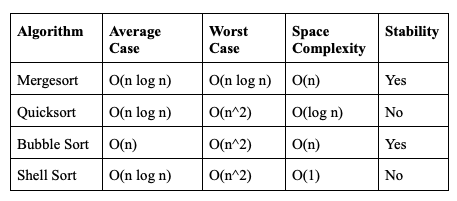 Algorithm Average Case Worst Case Space Complexity Stability
Mergesort O(n log n) O(n log n) O(n) Yes
Quicksort O(n log n) O(n^2) O(log n) No
Bubble Sort O(n) O(n^2) O(n) Yes
Shell Sort O(n log n) O(n^2) O(1) No